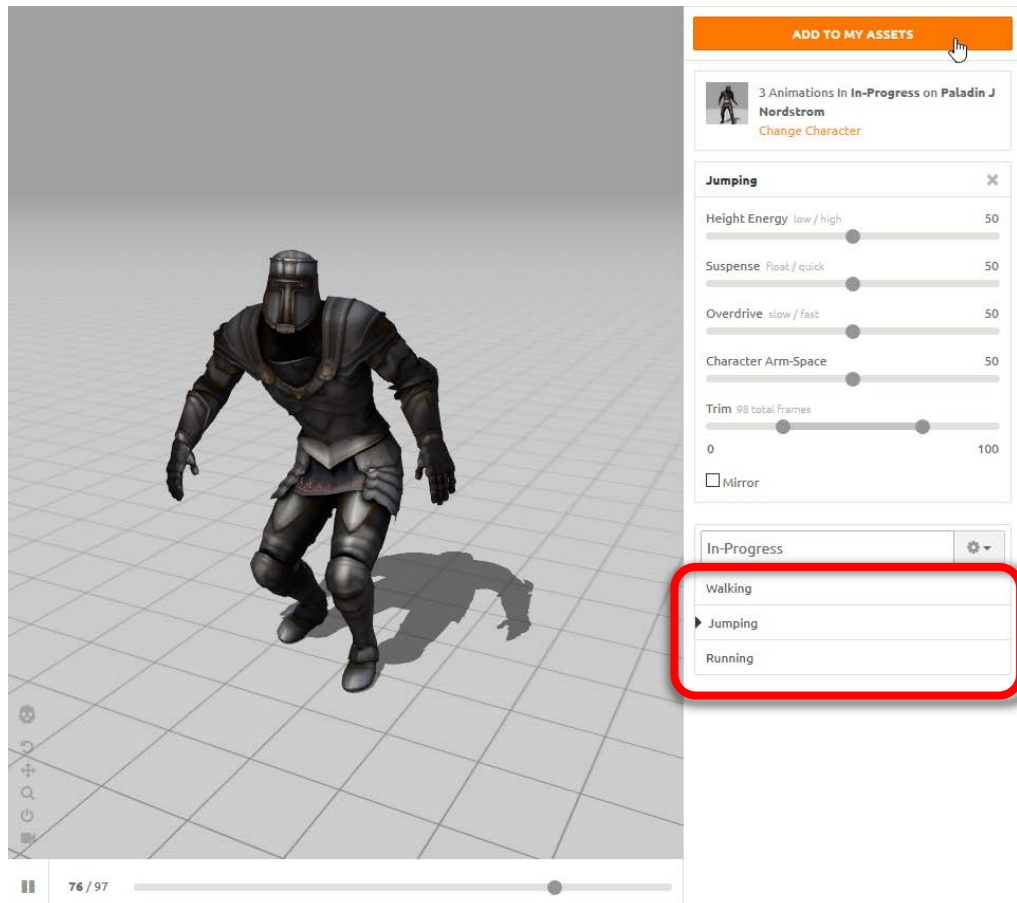 ADD TO MY ASSETS
3 Animations In In-Progress on Paladin J
Nordstrom
Change Character
Jumping
Height Energy low / high 50
Suspense float / quick 50
Overdrive slow / fast 50
Character Arm-Space 50
Trim 98 total frames
0 100
Mirror
In-Progress
Walking
Jumping
Running
76 / 97